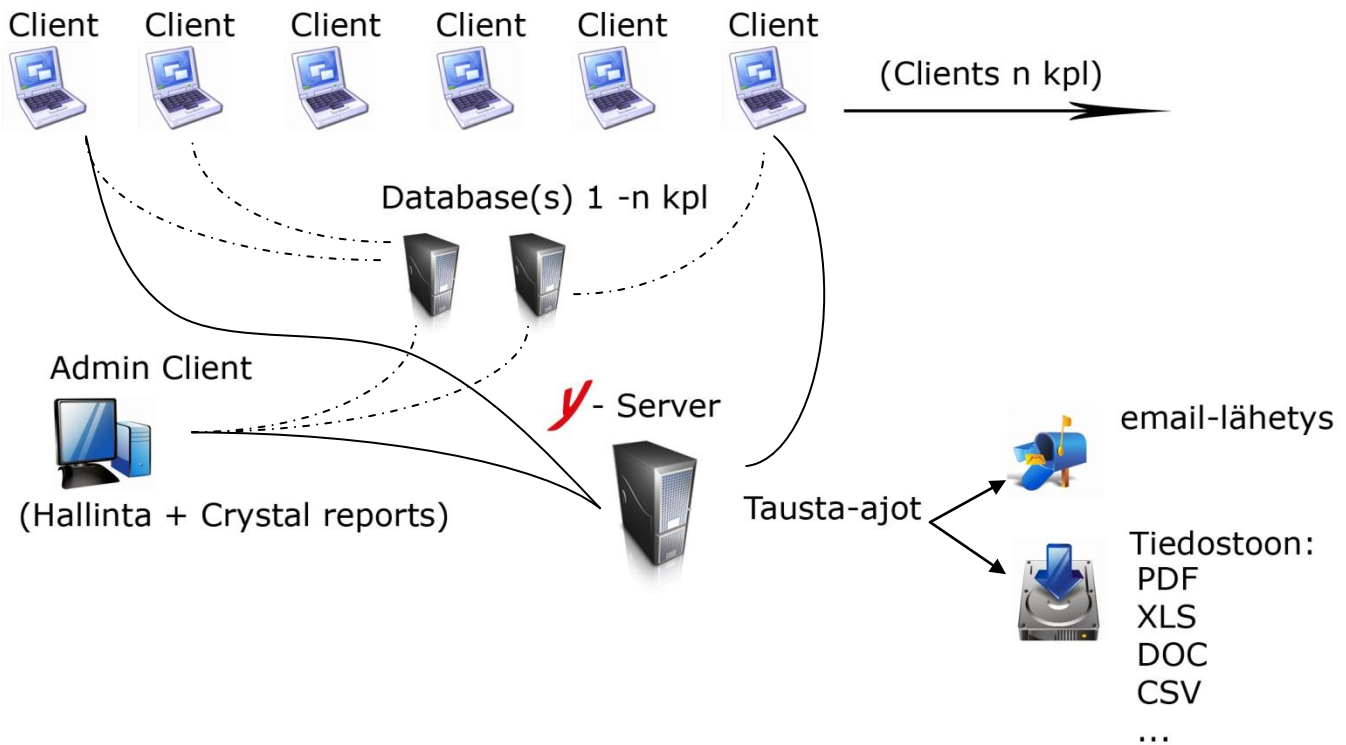 Client Client Client Client Client Client
(Clients n kpl)
Database(s) 1 -n kpl
Admin Client
(Hallinta + Crystal reports)
y - Server
Tausta-ajot
email-lähetys
Tiedostoon:
PDF
XLS
DOC
CSV
...